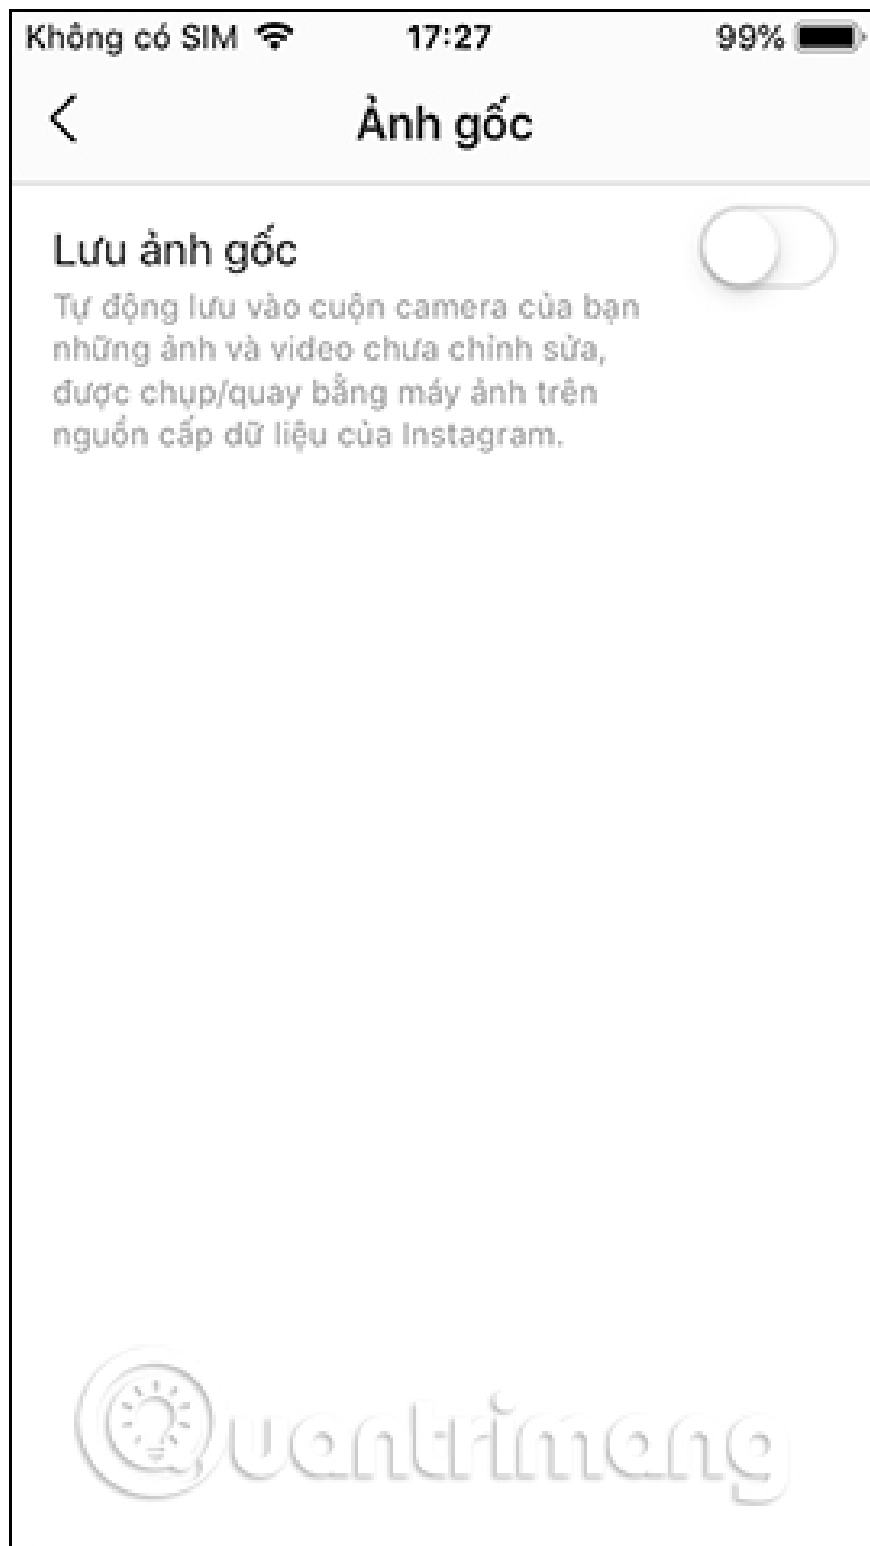 Không có SIM 17:27 99%
Ảnh gốc
Lưu ảnh gốc
Tự động lưu vào cuộn camera của bạn
những ảnh và video chưa chỉnh sửa,
được chụp/quay bằng máy ảnh trên
nguồn cấp dữ liệu của Instagram.
Quantrimang